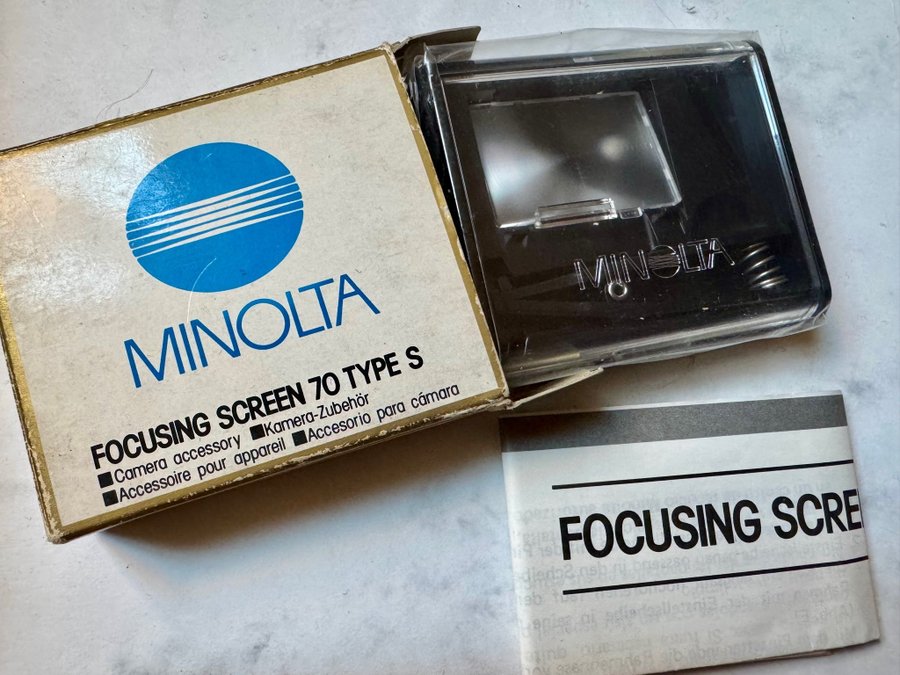 MINOLTA
FOCUSING SCREEN 70 TYPE S
■Camera accessory ■Kamera-Zubehör
■Accessoire pour appareil ■Accesorio para cámara
MINOLTA
FOCUSING SCRE